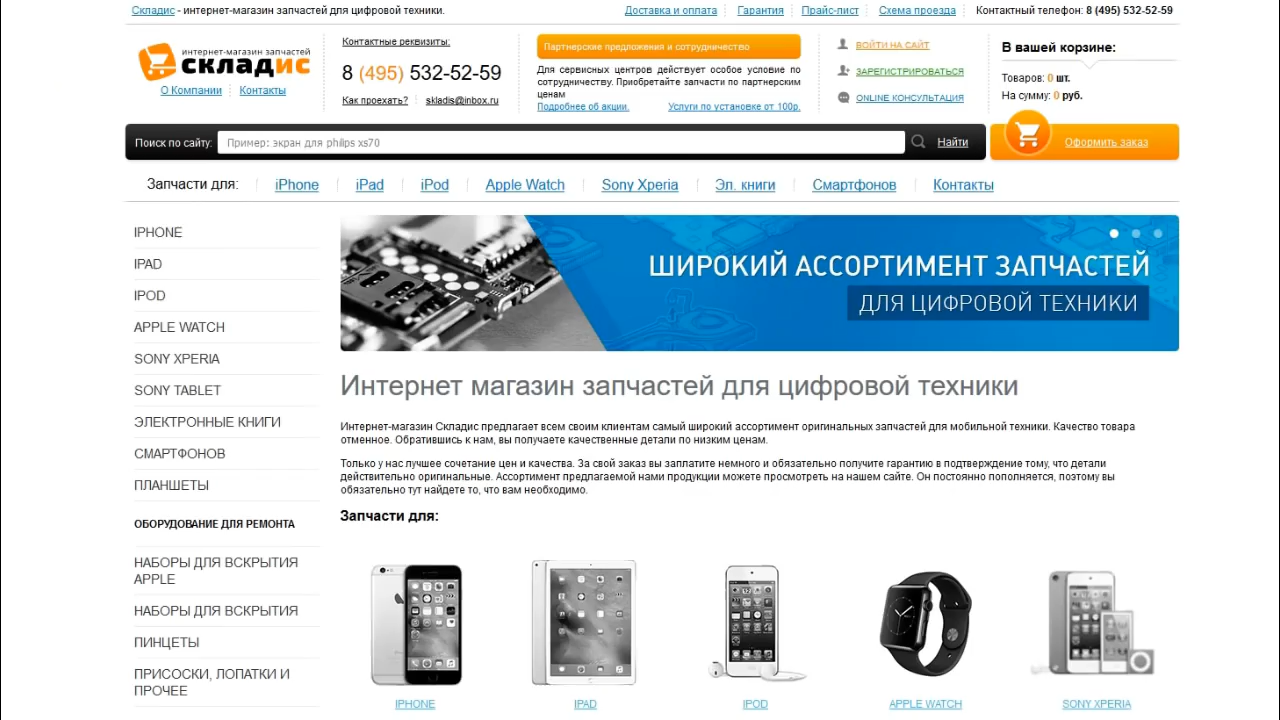 Складис - интернет-магазин запчастей для цифровой техники.
Доставка и оплата
Гарантия
Прайс-лист
Схема проезда
Контактный телефон: 8 (495) 532-52-59
интернет-магазин запчастей
складис
О Компании
Контакты
Контактные реквизиты:
8 (495) 532-52-59
Как проехать?
skladis@inbox.ru
Партнерские предложения и сотрудничество
Для сервисных центров действует особое условие по
сотрудничеству. Приобретайте запчасти по партнерским
ценам
Подробнее об акции.
Услуги по установке от 100р.
ВОЙТИ НА САЙТ
ЗАРЕГИСТРИРОВАТЬСЯ
ONLINE КОНСУЛЬТАЦИЯ
В вашей корзине:
Товаров: 0 шт.
На сумму: 0 руб.
Поиск по сайту:
Пример: экран для philips xs70
Найти
Оформить заказ
Запчасти для:
iPhone
iPad
iPod
Apple Watch
Sony Xperia
Эл. книги
Смартфонов
Контакты
IPHONE
IPAD
IPOD
APPLE WATCH
SONY XPERIA
SONY TABLET
ЭЛЕКТРОННЫЕ КНИГИ
СМАРТФОНОВ
ПЛАНШЕТЫ
ОБОРУДОВАНИЕ ДЛЯ РЕМОНТА
НАБОРЫ ДЛЯ ВСКРЫТИЯ
APPLE
НАБОРЫ ДЛЯ ВСКРЫТИЯ
ПИНЦЕТЫ
ПРИСОСКИ, ЛОПАТКИ И
ПРОЧЕЕ
ШИРОКИЙ АССОРТИМЕНТ ЗАПЧАСТЕЙ
ДЛЯ ЦИФРОВОЙ ТЕХНИКИ
Интернет магазин запчастей для цифровой техники
Интернет-магазин Складис предлагает всем своим клиентам самый широкий ассортимент оригинальных запчастей для мобильной техники. Качество товара
отменное. Обратившись к нам, вы получаете качественные детали по низким ценам.
Только у нас лучшее сочетание цен и качества. За свой заказ вы заплатите немного и обязательно получите гарантию в подтверждение тому, что детали
действительно оригинальные. Ассортимент предлагаемой нами продукции можете просмотреть на нашем сайте. Он постоянно пополняется, поэтому вы
обязательно тут найдете то, что вам необходимо.
Запчасти для:
IPHONE
IPAD
IPOD
APPLE WATCH
SONY XPERIA